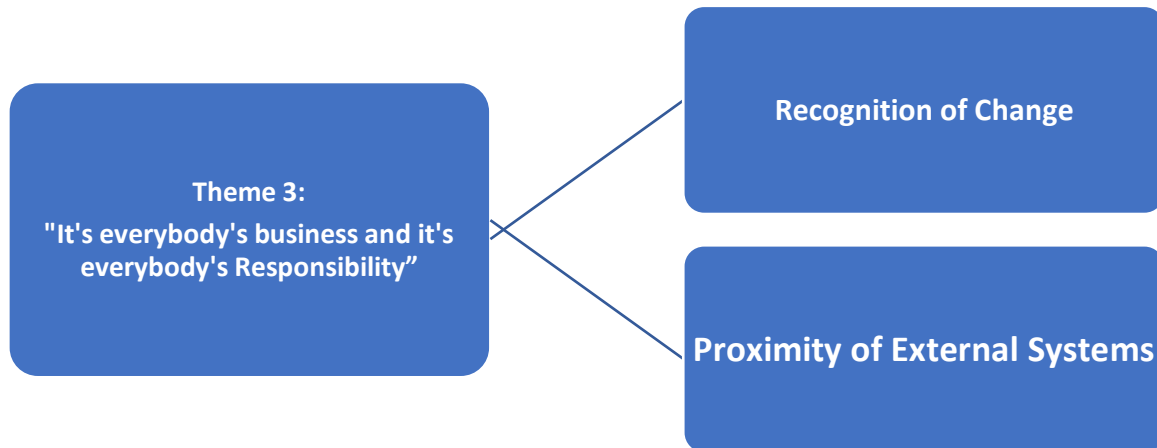 Theme 3:
"It's everybody's business and it's
everybody's Responsibility”
Recognition of Change
Proximity of External Systems